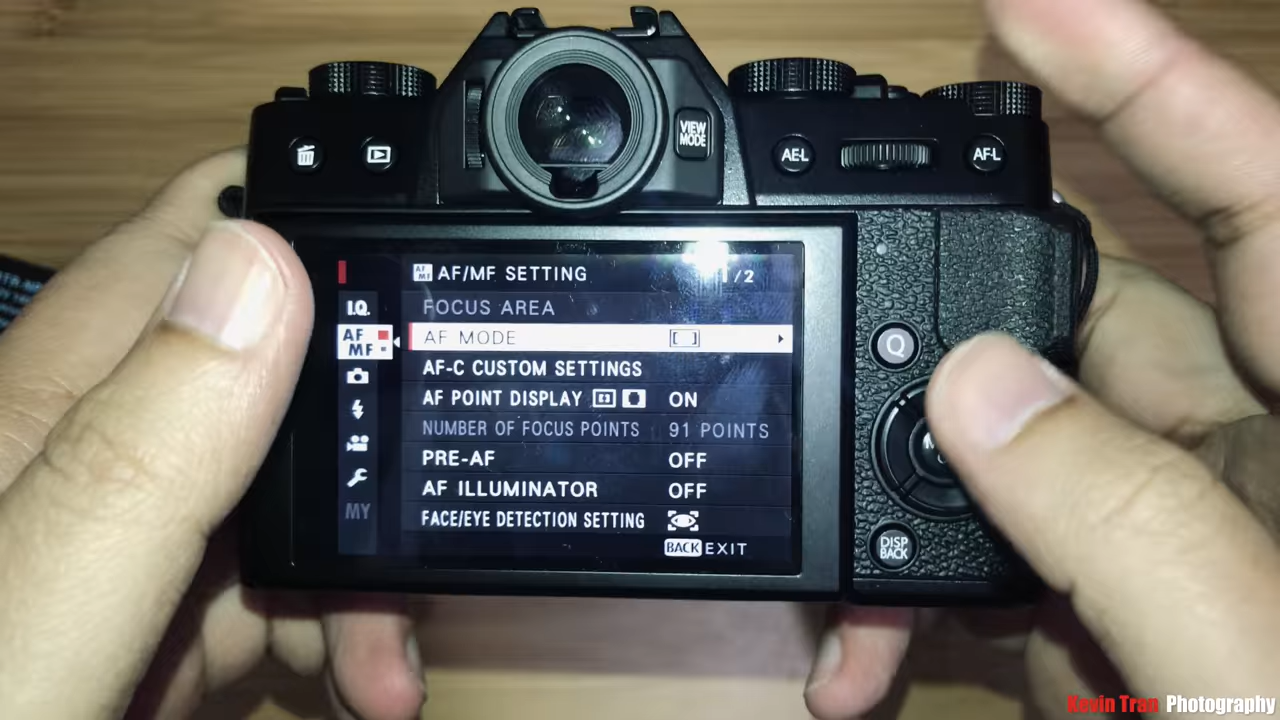 VIEW
MODE
AE-L
AF-L
AF/MF SETTING 1/2
I.Q.
FOCUS AREA
AF
MF
AF MODE
AF-C CUSTOM SETTINGS
AF POINT DISPLAY ON
NUMBER OF FOCUS POINTS 91 POINTS
PRE-AF OFF
AF ILLUMINATOR OFF
MY
FACE/EYE DETECTION SETTING
BACK EXIT
Q
DISP
BACK
Kevin Tran Photography